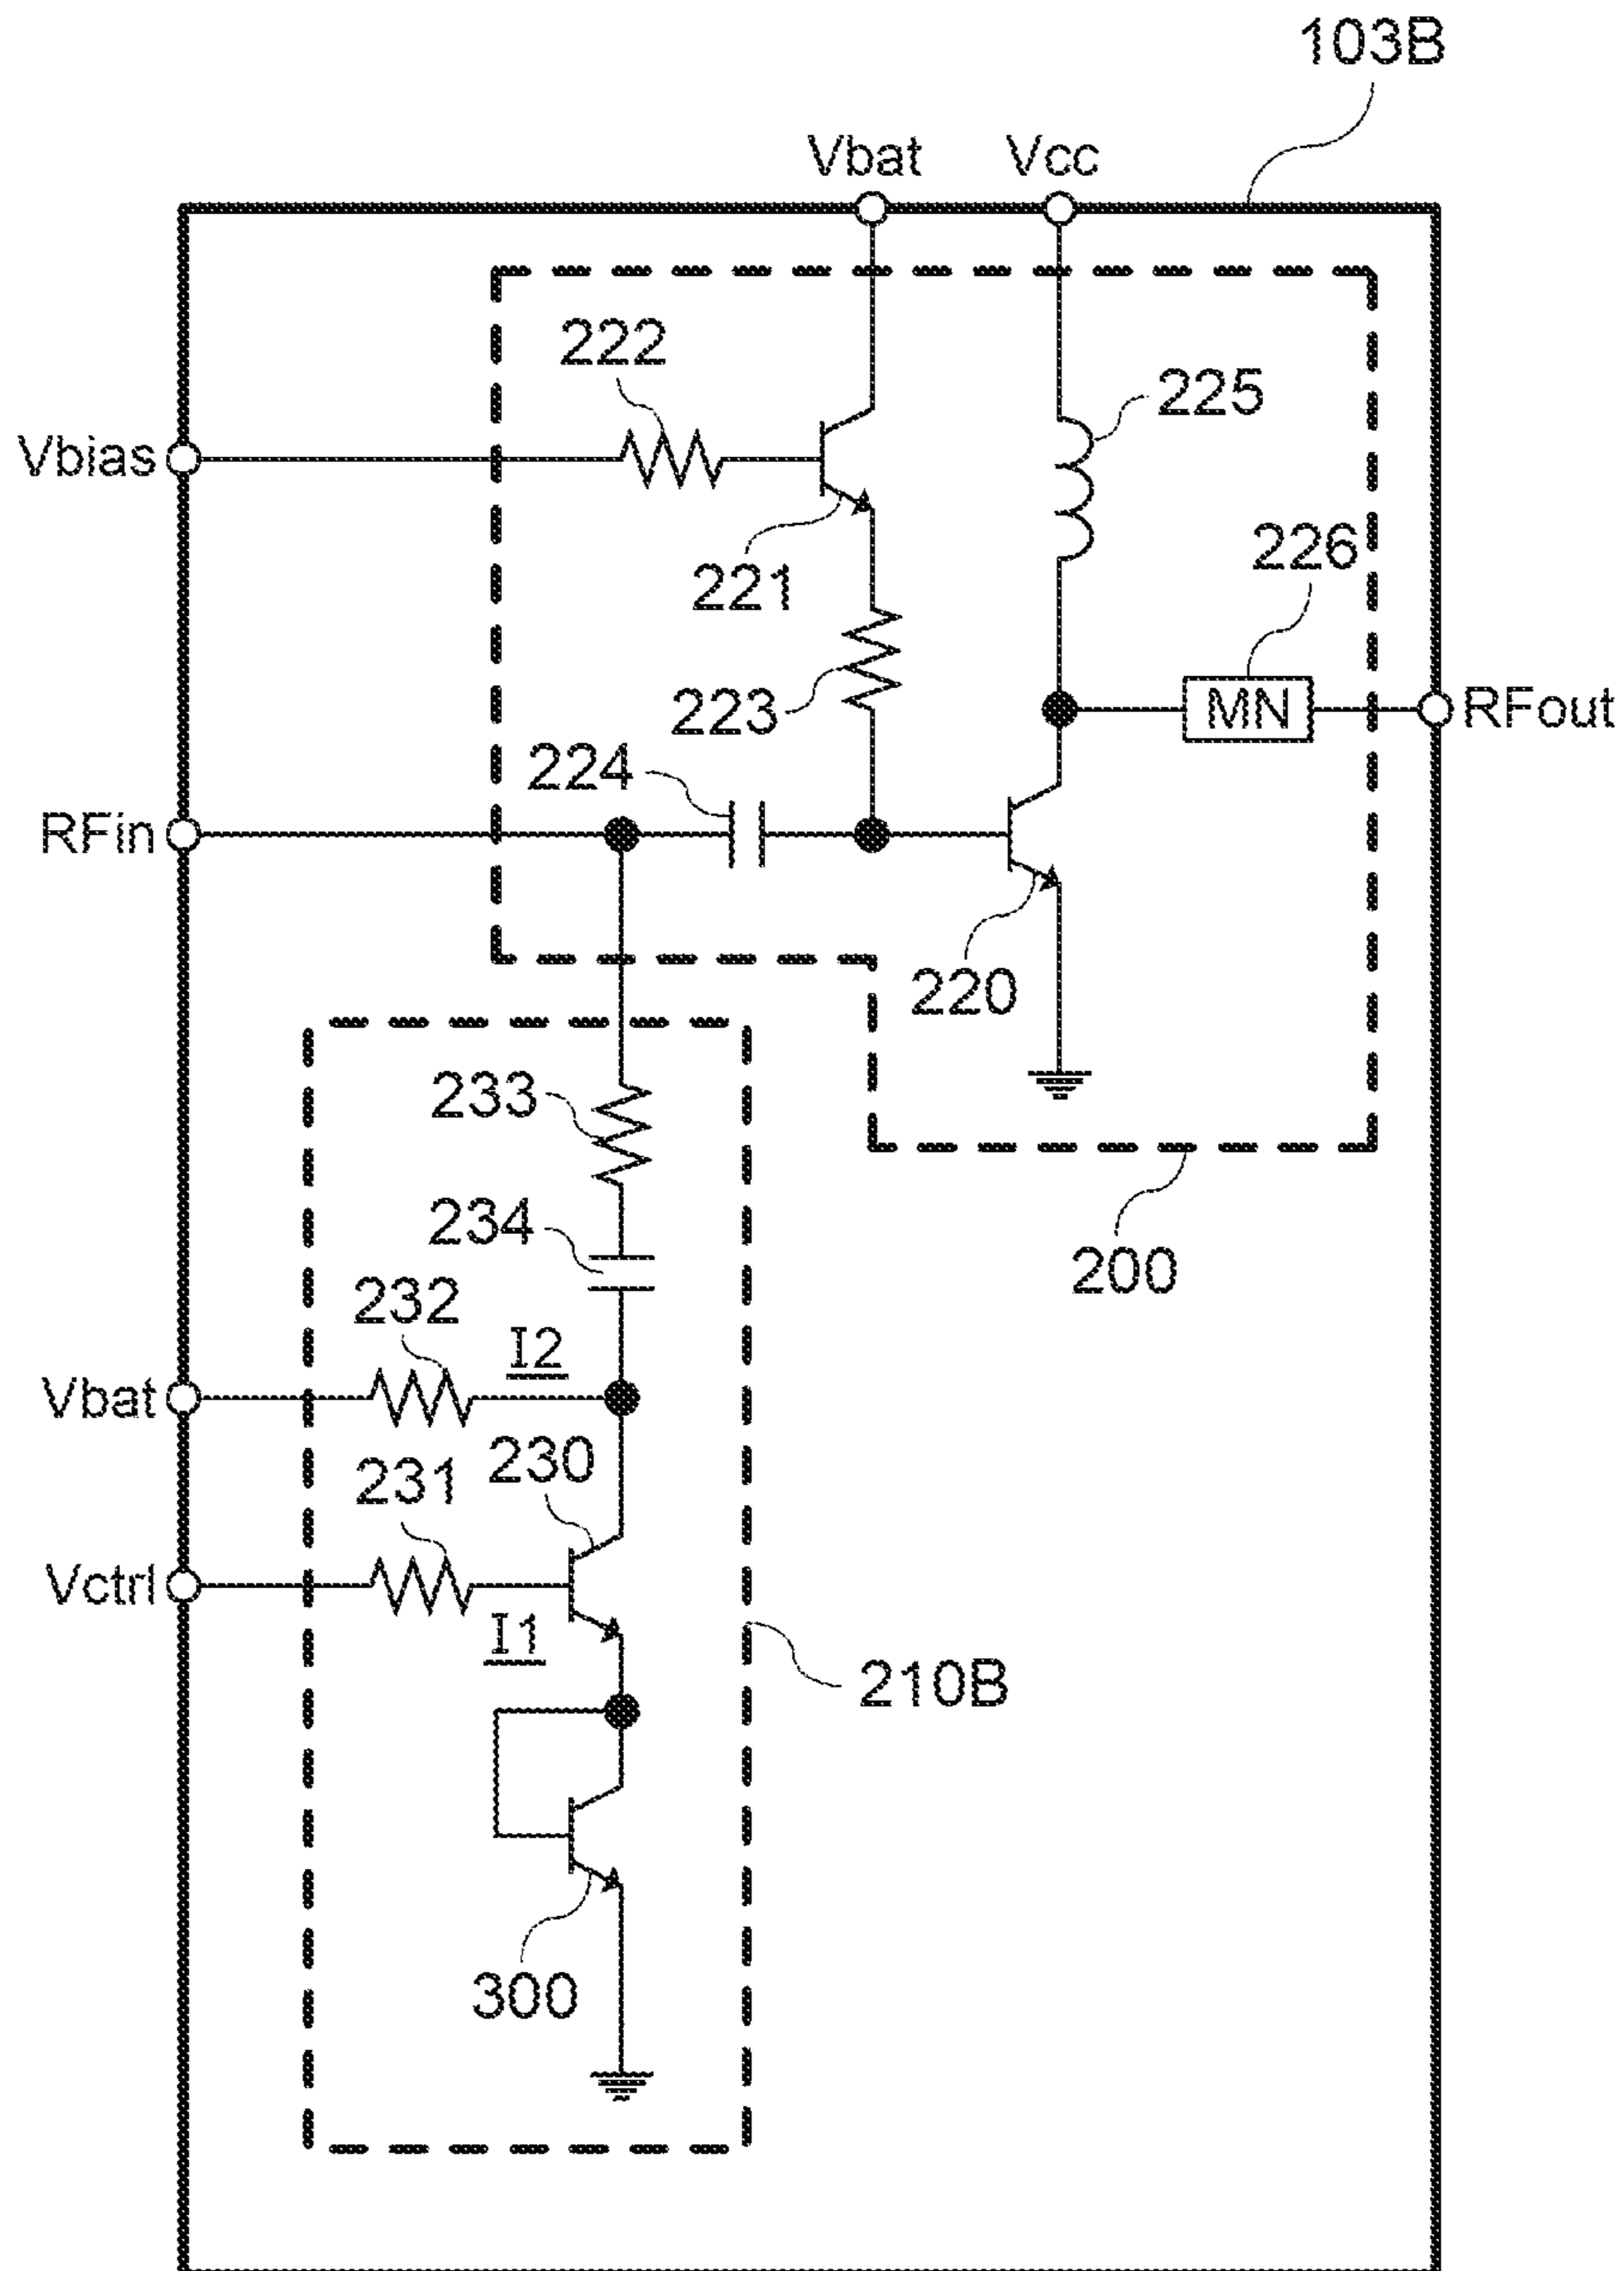 103B
Vbat
Vcc
222
225
Vbias
226
221
223
MN
RFout
224
RFin
220
233
234
200
232
I2
Vbat
230
231
Vctrl
I1
210B
300